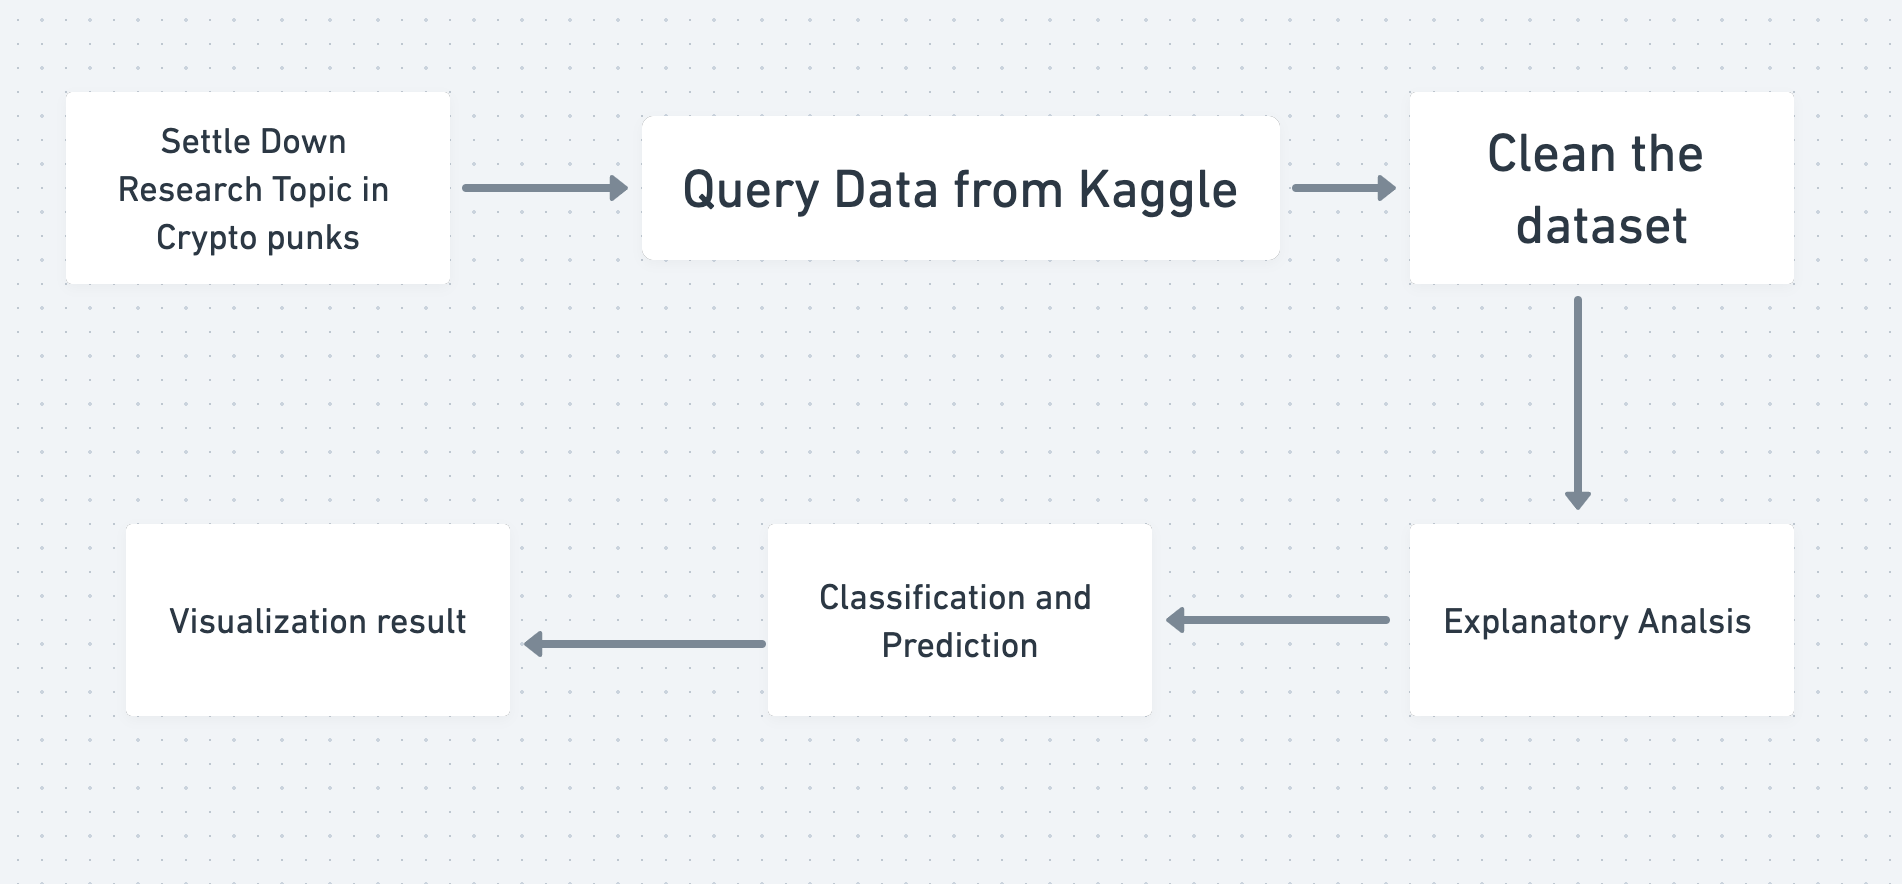 Settle Down
Research Topic in
Crypto punks
Query Data from Kaggle
Clean the
dataset
Explanatory Analsis
Classification and
Prediction
Visualization result